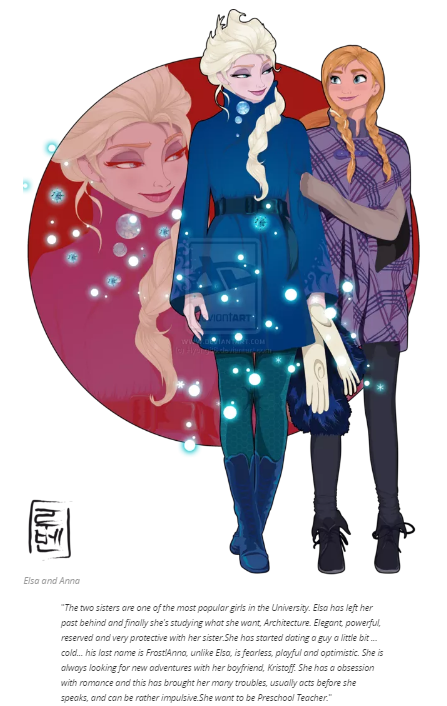 deviantART
Elsa and Anna
"The two sisters are one of the most popular girls in the University. Elsa has left her
past behind and finally she's studying what she want, Architecture. Elegant, powerful,
reserved and very protective with her sister.She has started dating a guy a little bit ...
cold... his last name is Frost!Anna, unlike Elsa, is fearless, playful and optimistic. She is
always looking for new adventures with her boyfriend, Kristoff. She has a obsession
with romance and this has brought her many troubles, usually acts before she
speaks, and can be rather impulsive.She want to be Preschool Teacher."